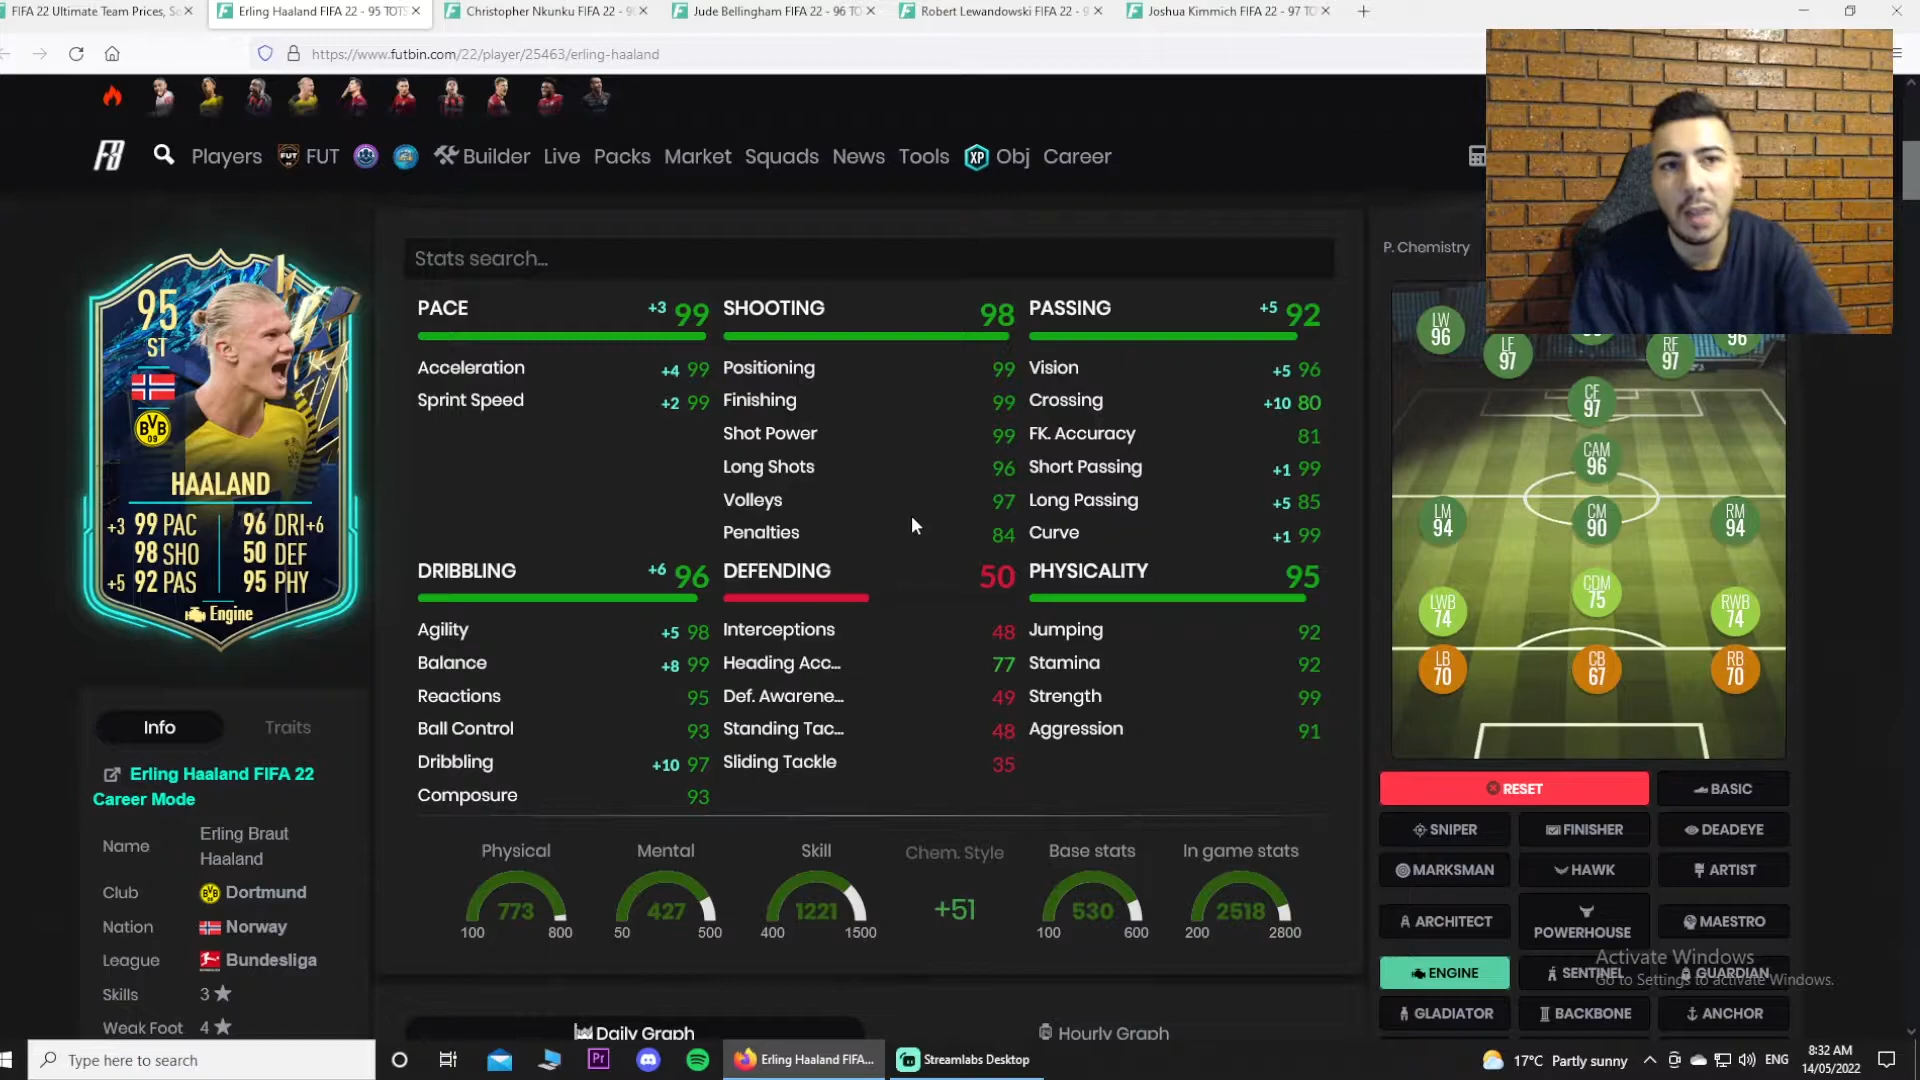 FIFA 22 Ultimate Team Prices, S
Erling Haaland FIFA 22 - 95 TOTS
Christopher Nkunku FIFA 22 - 9
Jude Bellingham FIFA 22 - 96 TO
Robert Lewandowski FIFA 22 - 9
Joshua Kimmich FIFA 22 - 97 TO
https://www.futbin.com/22/player/25463/erling-haaland
Players FUT Builder Live Packs Market Squads News Tools XP Obj Career
Stats search...
P. Chemistry
95
ST
HAALAND
+3 99 PAC 96 DRI+6
98 SHO 50 DEF
+5 92 PAS 95 PHY
Engine
PACE +3 99
Acceleration +4 99
Sprint Speed +2 99
SHOOTING 98
Positioning 99
Finishing 99
Shot Power 99
Long Shots 96
Volleys 97
Penalties 84
PASSING +5 92
Vision +5 96
Crossing +10 80
FK. Accuracy 81
Short Passing +1 99
Long Passing +5 85
Curve +1 99
DRIBBLING +6 96
Agility +5 98
Balance +8 99
Reactions 95
Ball Control 93
Dribbling +10 97
Composure 93
DEFENDING 50
Interceptions 48
Heading Acc... 77
Def. Awarene... 49
Standing Tac... 48
Sliding Tackle 35
PHYSICALITY 95
Jumping 92
Stamina 92
Strength 99
Aggression 91
Physical Mental Skill Chem. Style Base stats In game stats
773 427 1221 +51 530 2518
100 800 50 500 400 1500 100 600 200 2800
Daily Graph Hourly Graph
Info Traits
Erling Haaland FIFA 22
Career Mode
Name Erling Braut
Haaland
Club Dortmund
Nation Norway
League Bundesliga
Skills 3
Weak Foot 4
LW
96
96
LF
97
RF
97
CF
97
CAM
96
LM
94
CM
90
RM
94
LWB
74
CDM
75
RWB
74
LB
70
CB
67
RB
70
RESET BASIC
SNIPER FINISHER DEADEYE
MARKSMAN HAWK ARTIST
ARCHITECT POWERHOUSE MAESTRO
ENGINE SENTINEL GUARDIAN
GLADIATOR BACKBONE ANCHOR
Activate Windows
Go to Settings to activate Windows.
Type here to search
Pr
Erling Haaland FIFA...
Streamlabs Desktop
17°C Partly sunny
ENG
8:32 AM
14/05/2022